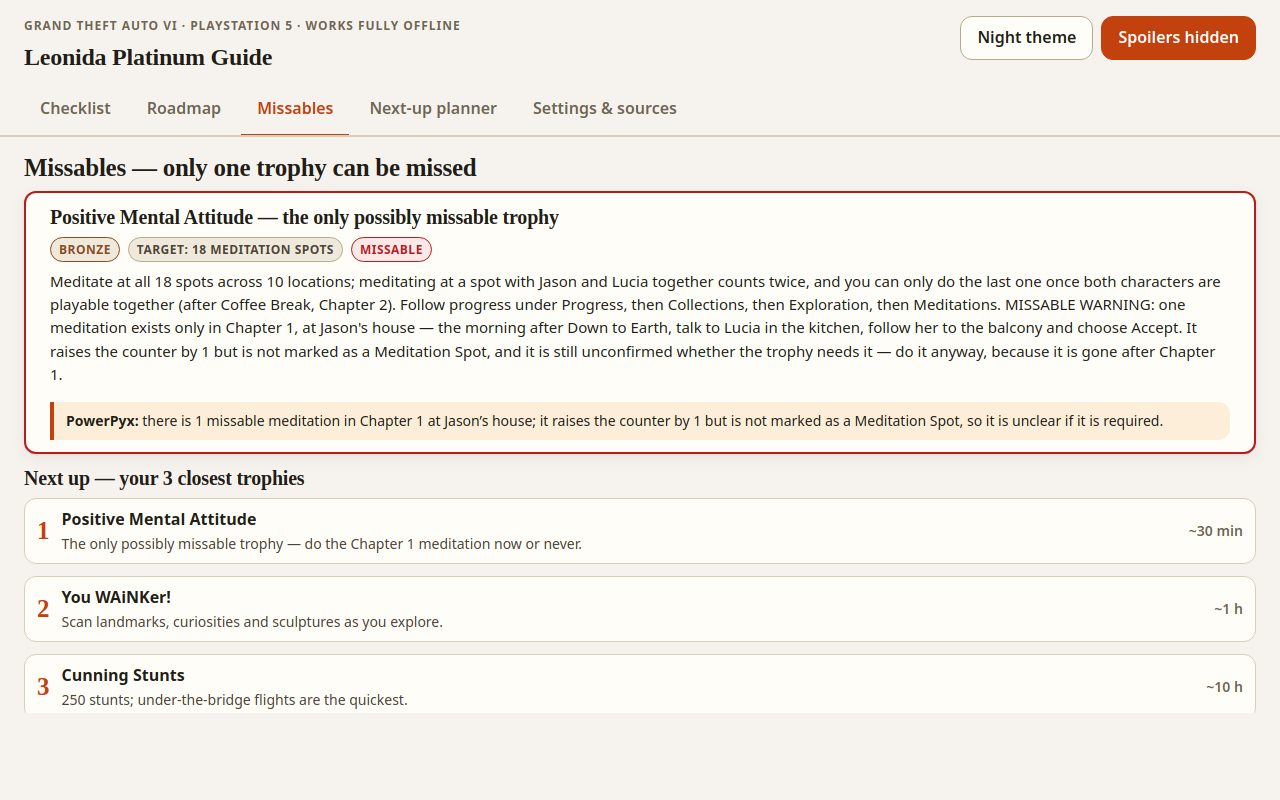 GRAND THEFT AUTO VI · PLAYSTATION 5 · WORKS FULLY OFFLINE
Leonida Platinum Guide
Night theme
Spoilers hidden
Checklist
Roadmap
Missables
Next-up planner
Settings & sources
Missables — only one trophy can be missed
Positive Mental Attitude — the only possibly missable trophy
BRONZE
TARGET: 18 MEDITATION SPOTS
MISSABLE
Meditate at all 18 spots across 10 locations; meditating at a spot with Jason and Lucia together counts twice, and you can only do the last one once both characters are
playable together (after Coffee Break, Chapter 2). Follow progress under Progress, then Collections, then Exploration, then Meditations. MISSABLE WARNING: one
meditation exists only in Chapter 1, at Jason's house — the morning after Down to Earth, talk to Lucia in the kitchen, follow her to the balcony and choose Accept. It
raises the counter by 1 but is not marked as a Meditation Spot, and it is still unconfirmed whether the trophy needs it — do it anyway, because it is gone after Chapter
1.
PowerPyx: there is 1 missable meditation in Chapter 1 at Jason’s house; it raises the counter by 1 but is not marked as a Meditation Spot, so it is unclear if it is required.
Next up — your 3 closest trophies
1
Positive Mental Attitude
The only possibly missable trophy — do the Chapter 1 meditation now or never.
~30 min
2
You WAiNKer!
Scan landmarks, curiosities and sculptures as you explore.
~1 h
3
Cunning Stunts
250 stunts; under-the-bridge flights are the quickest.
~10 h